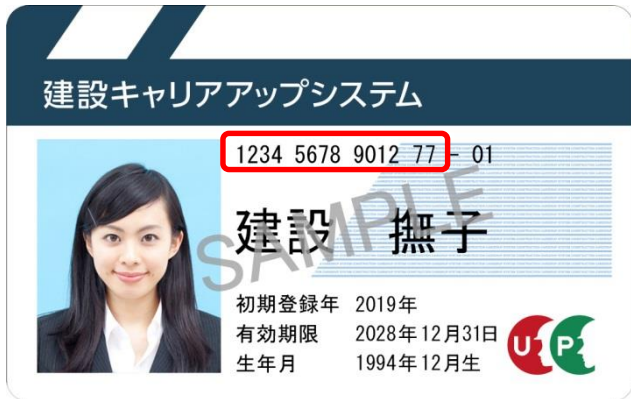 建設キャリアアップシステム
1234 5678 9012 77 - 01
建設 撫子
SAMPLE
初期登録年 2019年
有効期限 2028年12月31日
生年月 1994年12月生
UP